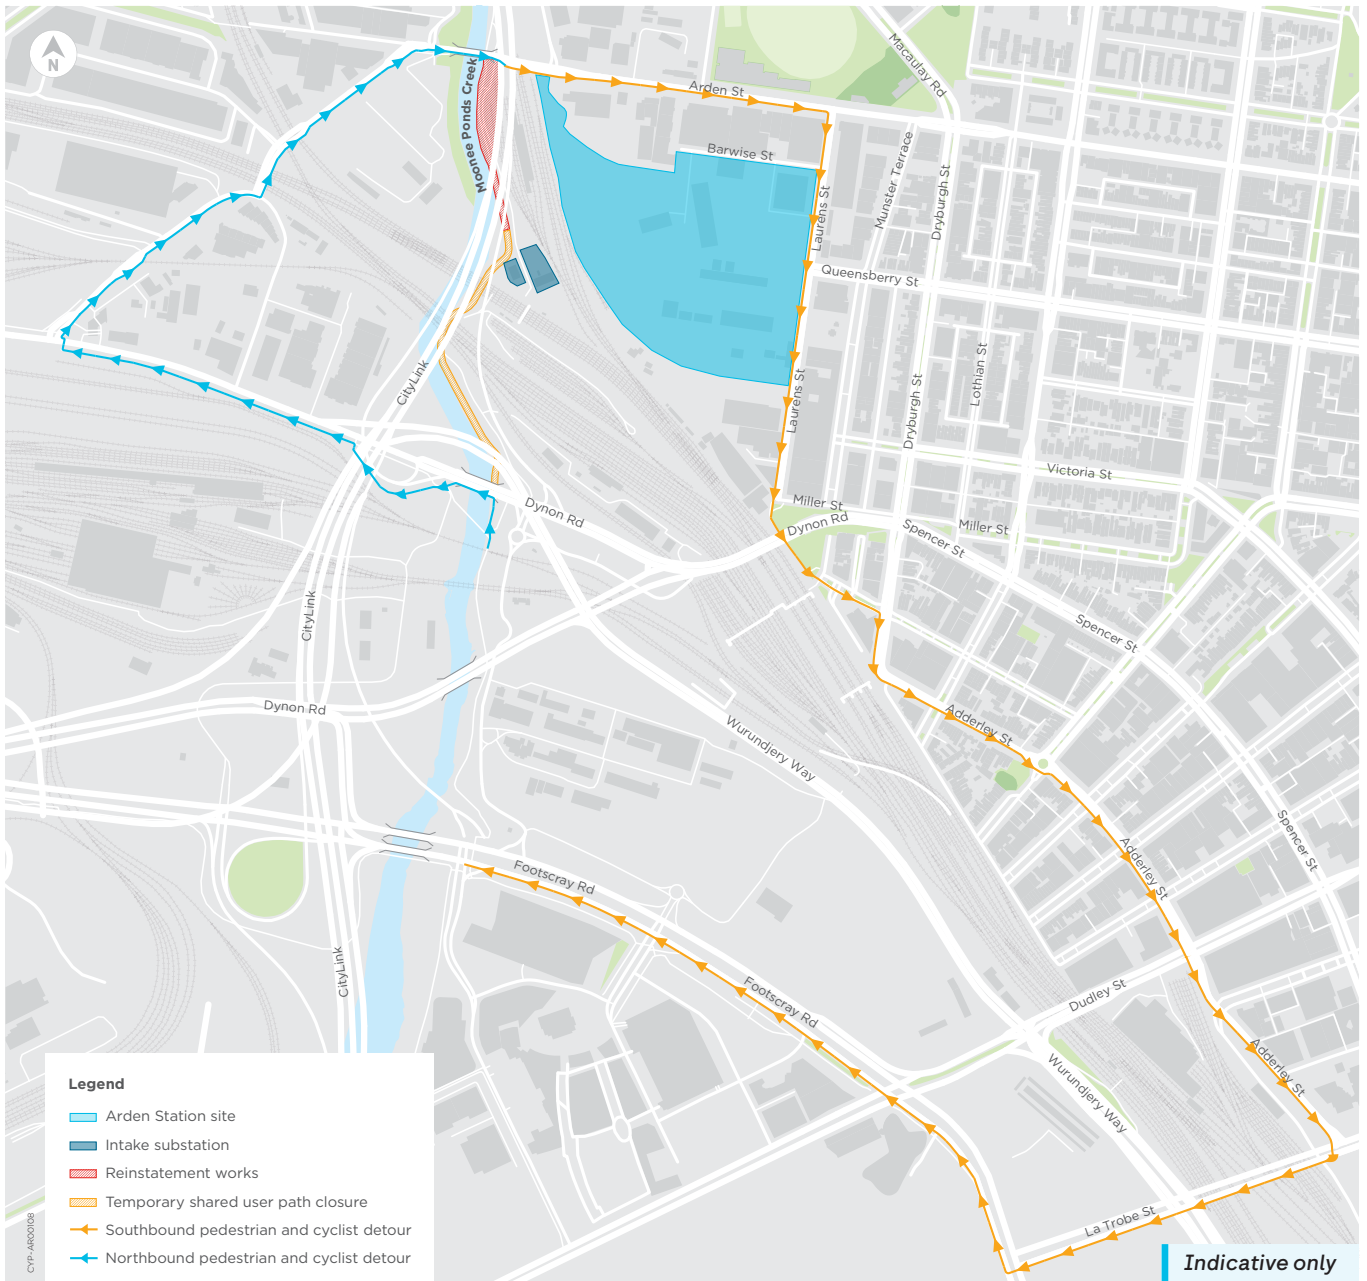 N
Macaulay Rd
Moonee Ponds Creek
Arden St
Barwise St
Munster Terrace
Dryburgh St
Laurens St
Queensberry St
CityLink
Laurens St
Dryburgh St
Lothian St
Victoria St
Dynon Rd
Miller St
Dynon Rd
Spencer St
Miller St
CityLink
Spencer St
Dynon Rd
Adderley St
Wurundjery Way
Spencer St
Adderley St
Footscray Rd
CityLink
Footscray Rd
Dudley St
Adderley St
Wurundjery Way
La Trobe St
Legend
Arden Station site
Intake substation
Reinstatement works
Temporary shared user path closure
Southbound pedestrian and cyclist detour
Northbound pedestrian and cyclist detour
CYP-AROO108
Indicative only